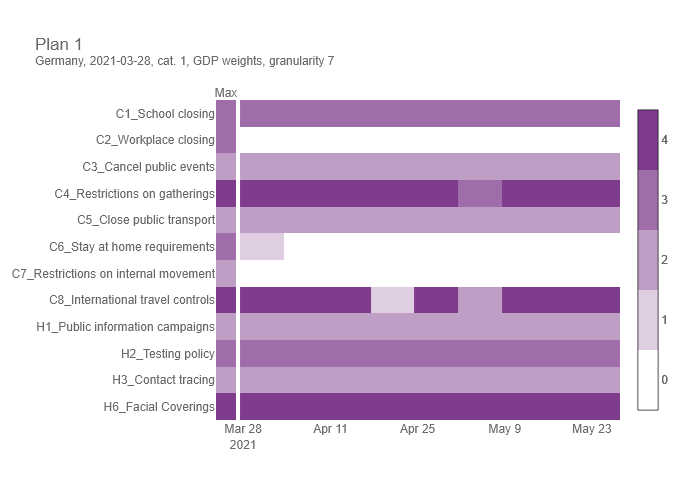 Plan 1
Germany, 2021-03-28, cat. 1, GDP weights, granularity 7
Max
C1_School closing
C2_Workplace closing
C3_Cancel public events
C4_Restrictions on gatherings
C5_Close public transport
C6_Stay at home requirements
C7_Restrictions on internal movement
C8_International travel controls
H1_Public information campaigns
H2_Testing policy
H3_Contact tracing
H6_Facial Coverings
Mar 28 Apr 11 Apr 25 May 9 May 23
2021
4
3
2
1
0